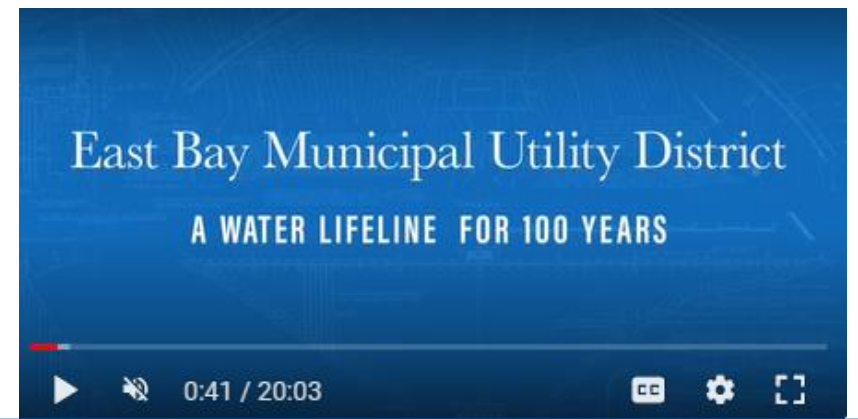 East Bay Municipal Utility District
A WATER LIFELINE FOR 100 YEARS
0:41 / 20:03
CC